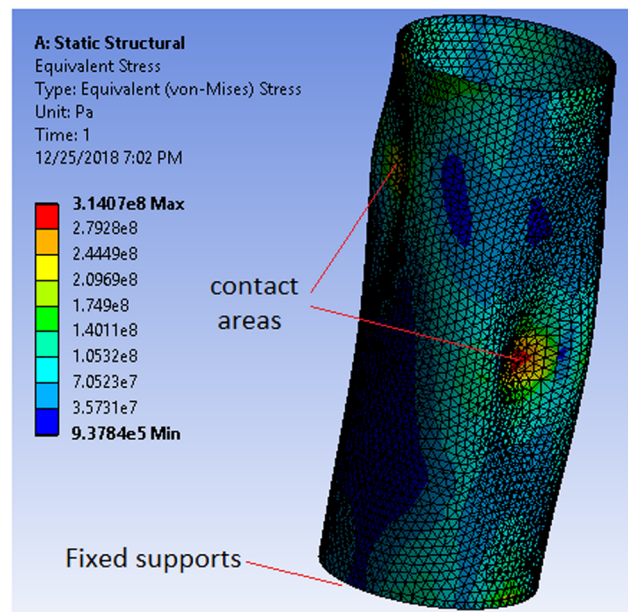 A: Static Structural
Equivalent Stress
Type: Equivalent (von-Mises) Stress
Unit: Pa
Time: 1
12/25/2018 7:02 PM
3.1407e8 Max
2.7928e8
2.4449e8
2.0969e8
1.749e8
1.4011e8
1.0532e8
7.0523e7
3.5731e7
9.3784e5 Min
contact
areas
Fixed supports